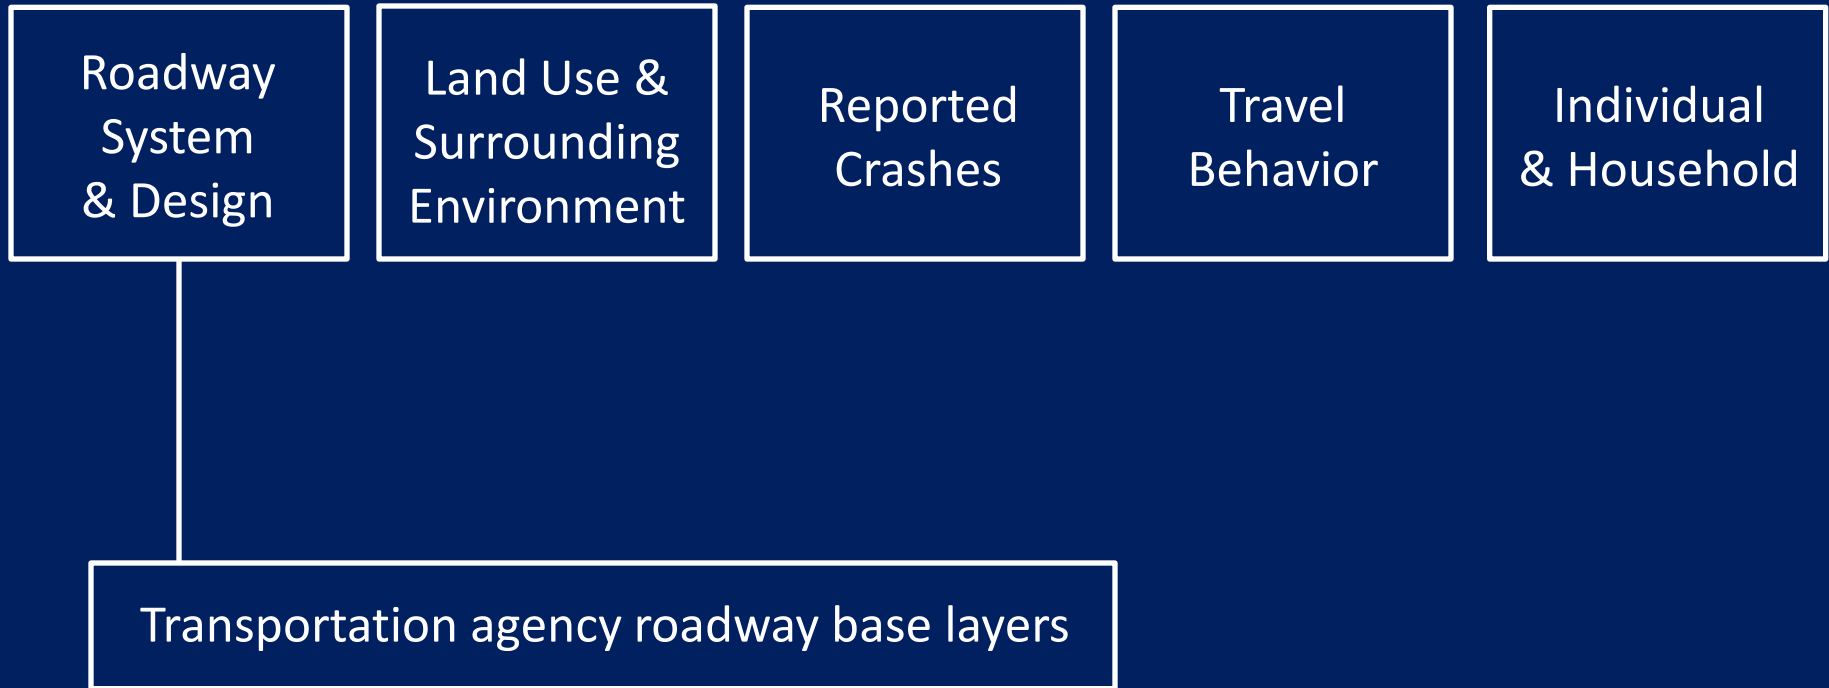 Roadway
System
& Design
Land Use &
Surrounding
Environment
Reported
Crashes
Travel
Behavior
Individual
& Household
Transportation agency roadway base layers